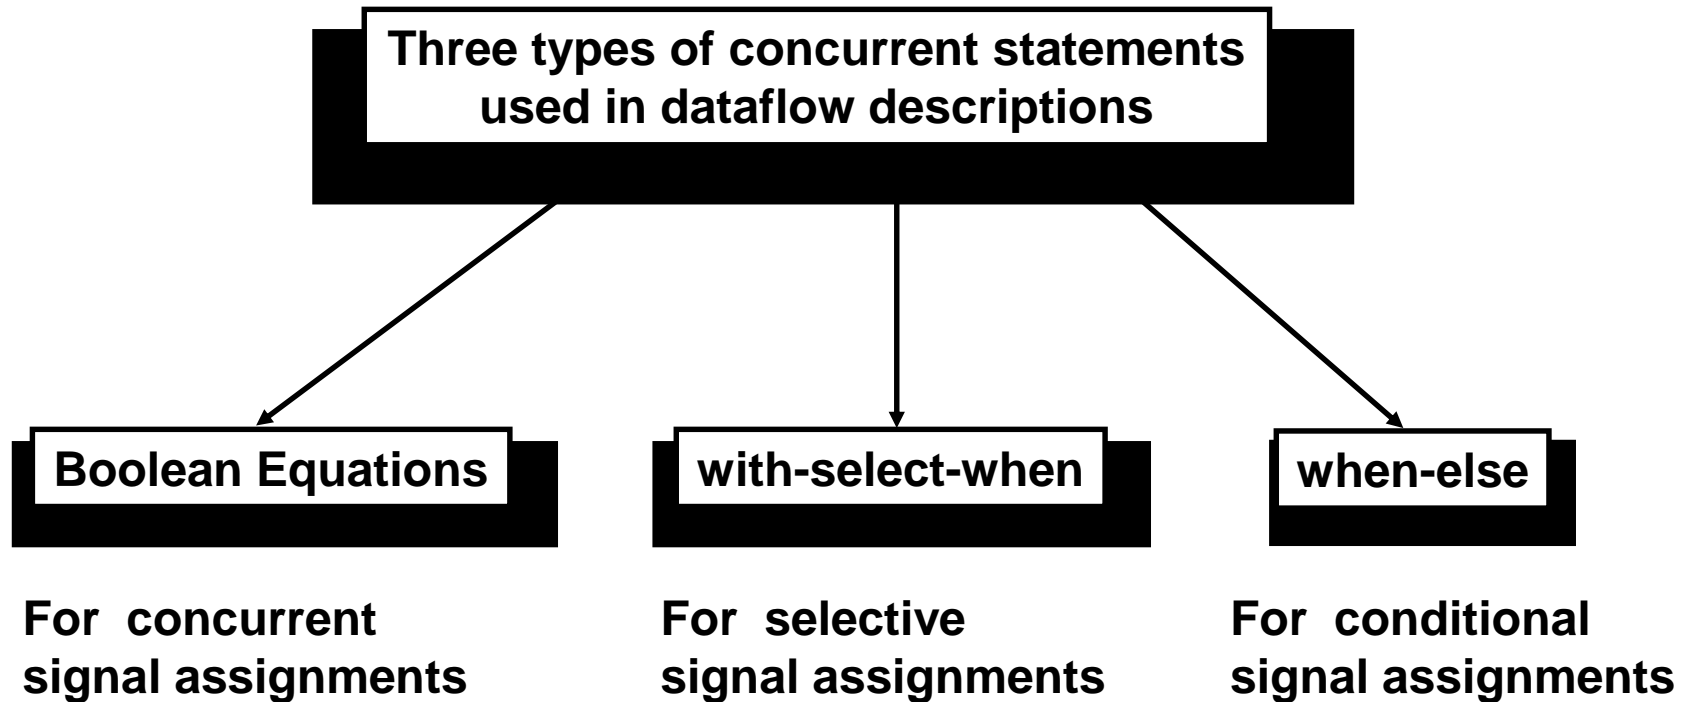 Three types of concurrent statements
used in dataflow descriptions
Boolean Equations
with-select-when
when-else
For concurrent
signal assignments
For selective
signal assignments
For conditional
signal assignments